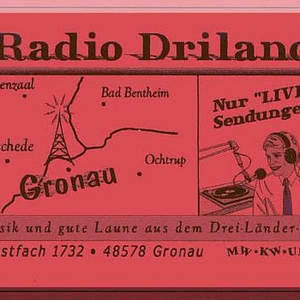 Radio Driland
enzaal
Bad Bentheim
Nur "LIVE
Sendunge
schede
Ochtrup
Gronau
sik und gute Laune aus dem Drei-Länder-
stfach 1732 • 48578 Gronau
MW•KW•U